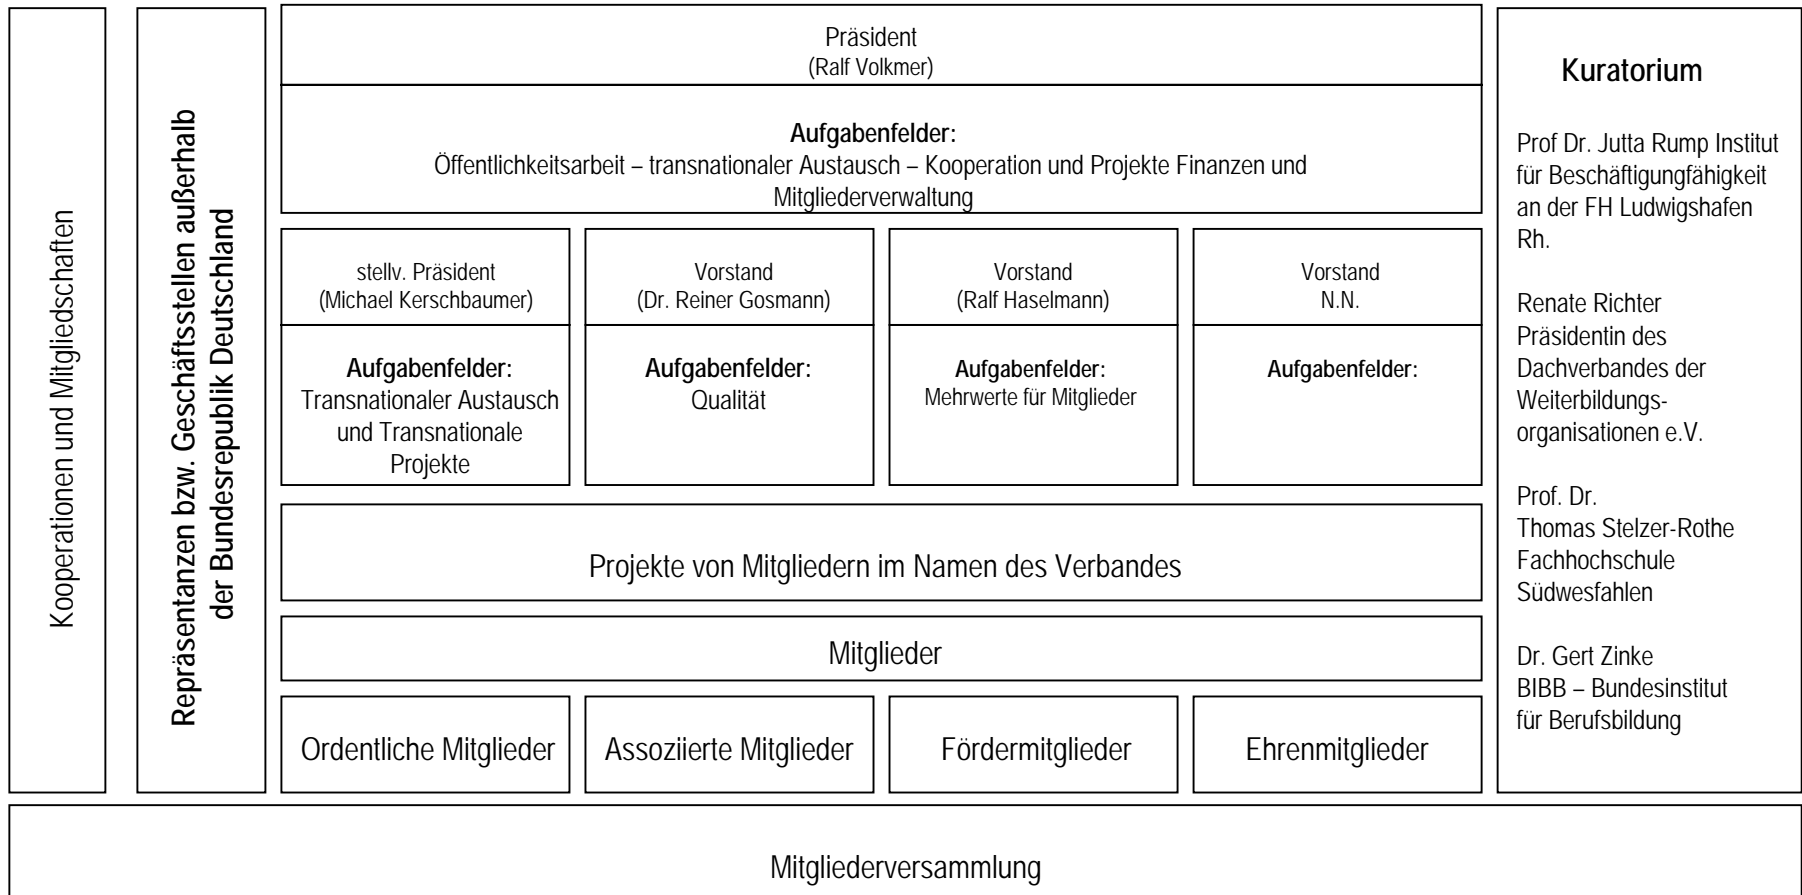 Kooperationen und Mitgliedschaften
Repräsentanzen bzw. Geschäftsstellen außerhalb
der Bundesrepublik Deutschland
Präsident
(Ralf Volkmer)
Aufgabenfelder:
Öffentlichkeitsarbeit – transnationaler Austausch – Kooperation und Projekte Finanzen und
Mitgliederverwaltung
stellv. Präsident
(Michael Kerschbaumer)
Aufgabenfelder:
Transnationaler Austausch
und Transnationale
Projekte
Vorstand
(Dr. Reiner Gosmann)
Aufgabenfelder:
Qualität
Vorstand
(Ralf Haselmann)
Aufgabenfelder:
Mehrwerte für Mitglieder
Vorstand
N.N.
Aufgabenfelder:
Projekte von Mitgliedern im Namen des Verbandes
Mitglieder
Ordentliche Mitglieder
Assoziierte Mitglieder
Fördermitglieder
Ehrenmitglieder
Kuratorium
Prof Dr. Jutta Rump Institut
für Beschäftigungfähigkeit
an der FH Ludwigshafen
Rh.
Renate Richter
Präsidentin des
Dachverbandes der
Weiterbildungs-
organisationen e.V.
Prof. Dr.
Thomas Stelzer-Rothe
Fachhochschule
Südwesfahlen
Dr. Gert Zinke
BIBB – Bundesinstitut
für Berufsbildung
Mitgliederversammlung